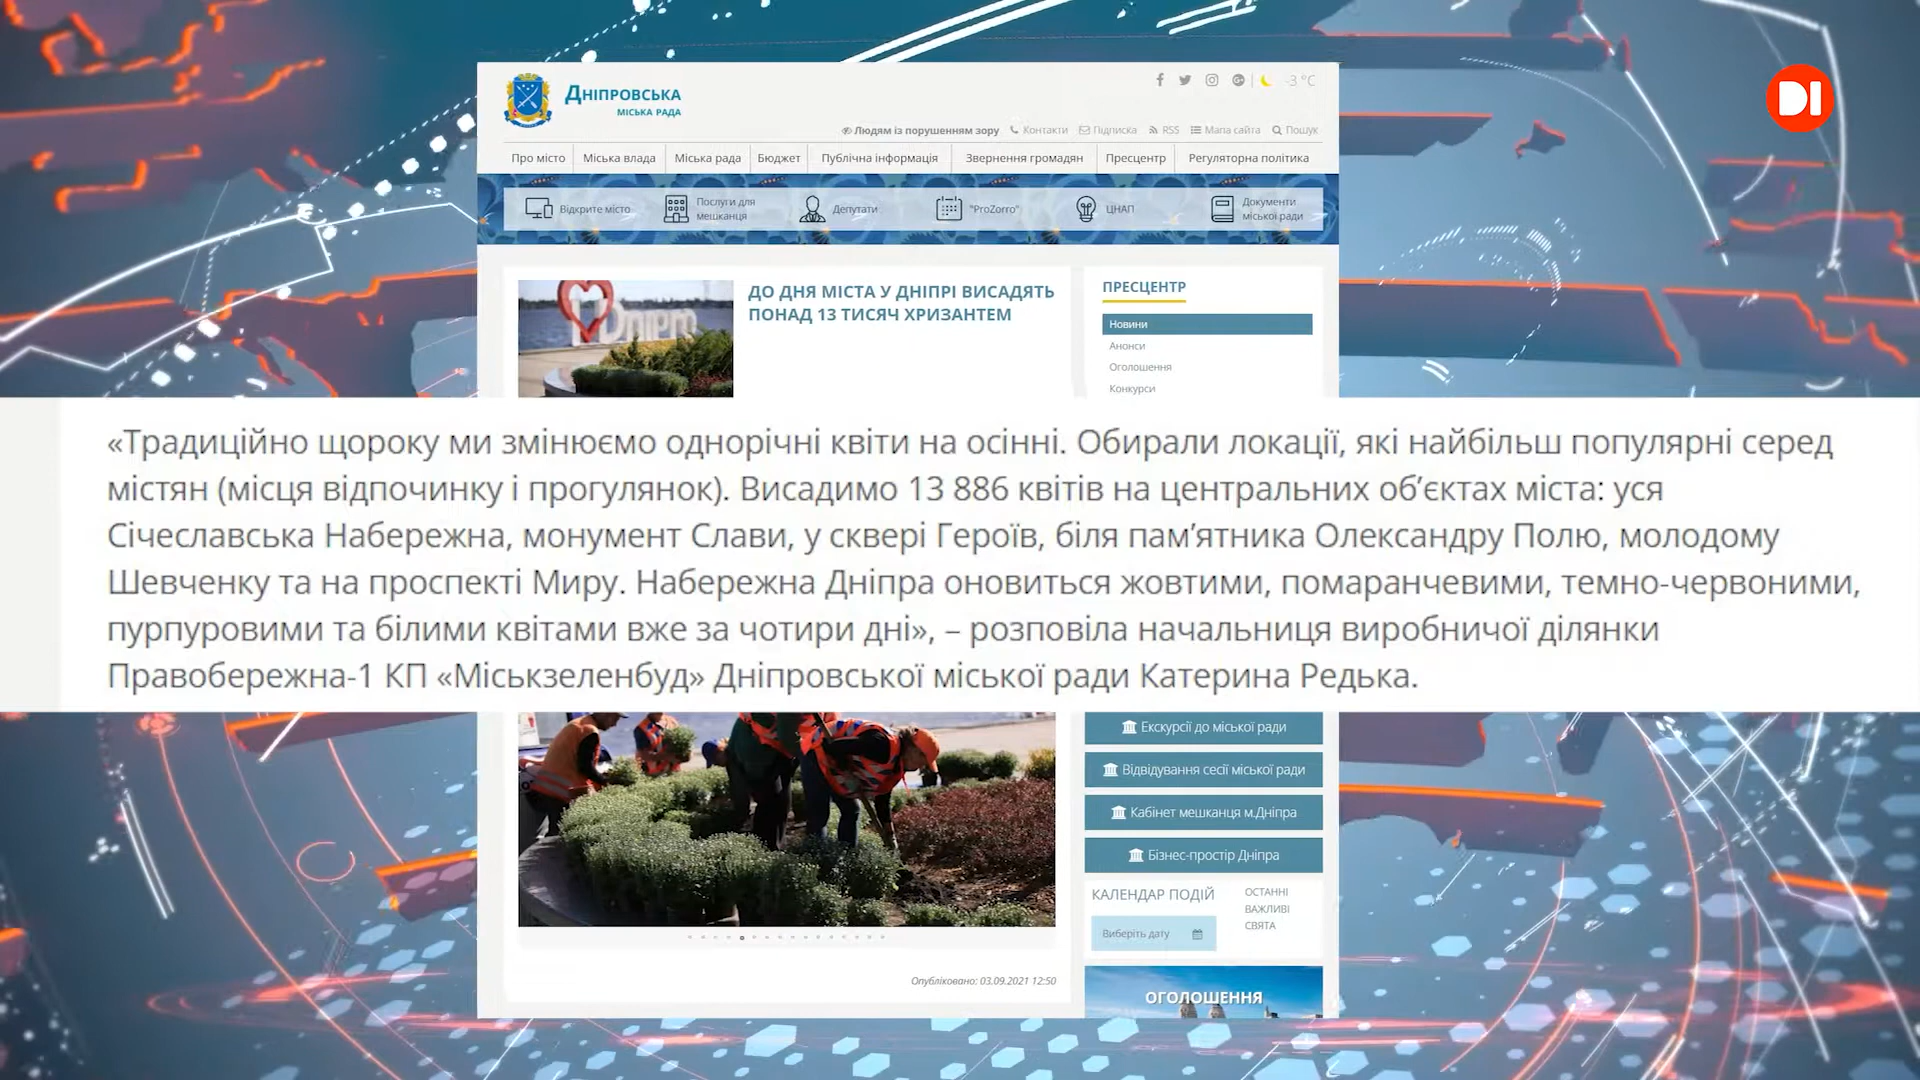 DI
ДНІПРОВСЬКА
МІСЬКА РАДА
-3 °C
Людям із порушенням зору Контакти Підписка RSS Мапа сайта Пошук
Про місто Міська влада Міська рада Бюджет Публічна інформація Звернення громадян Пресцентр Регуляторна політика
Відкрите місто
Послуги для
мешканця
Депутати
"ProZorro"
ЦНАП
Документи
міської ради
Dnipro
ДО ДНЯ МІСТА У ДНІПРІ ВИСАДЯТЬ
ПОНАД 13 ТИСЯЧ ХРИЗАНТЕМ
ПРЕСЦЕНТР
Новини
Анонси
Оголошення
Конкурси
«Традиційно щороку ми змінюємо однорічні квіти на осінні. Обирали локації, які найбільш популярні серед
містян (місця відпочинку і прогулянок). Висадимо 13 886 квітів на центральних об’єктах міста: уся
Січеславська Набережна, монумент Слави, у сквері Героїв, біля пам’ятника Олександру Полю, молодому
Шевченку та на проспекті Миру. Набережна Дніпра оновиться жовтими, помаранчевими, темно-червоними,
пурпуровими та білими квітами вже за чотири дні», – розповіла начальниця виробничої ділянки
Правобережна-1 КП «Міськзеленбуд» Дніпровської міської ради Катерина Редька.
Екскурсії до міської ради
Відвідування сесії міської ради
Кабінет мешканця м.Дніпра
Бізнес-простір Дніпра
КАЛЕНДАР ПОДІЙ
Виберіть дату
ОСТАННІ
ВАЖЛИВІ
СВЯТА
Опубліковано: 03.09.2021 12:50
ОГОЛОШЕННЯ